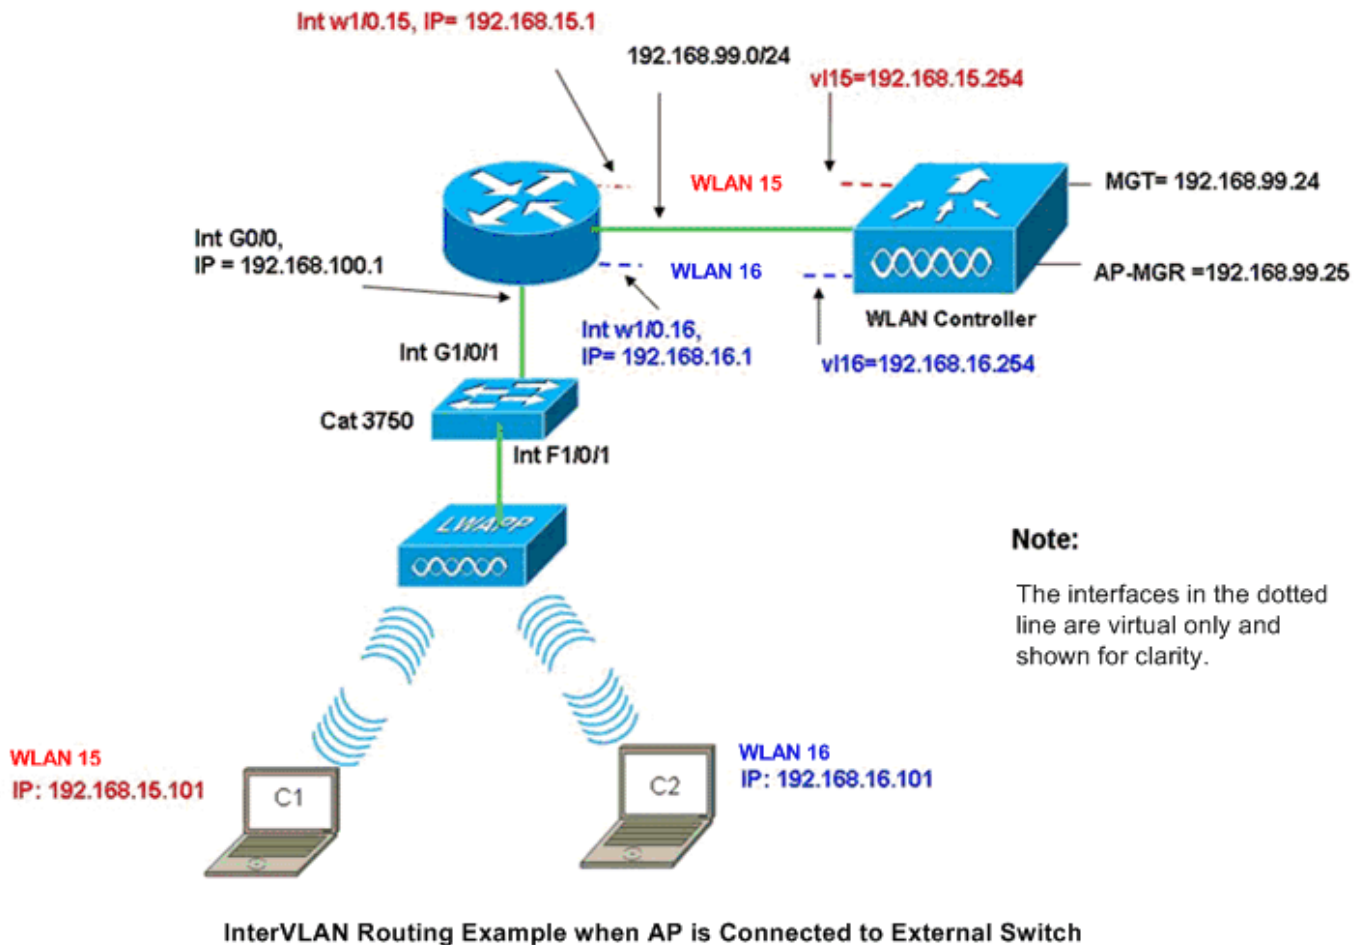 Int w1/0.15, IP= 192.168.15.1
192.168.99.0/24
vl15=192.168.15.254
WLAN 15
MGT= 192.168.99.24
Int G0/0,
IP = 192.168.100.1
WLAN 16
AP-MGR =192.168.99.25
WLAN Controller
Int w1/0.16,
IP= 192.168.16.1
vl16=192.168.16.254
Int G1/0/1
Cat 3750
Int F1/0/1
LWAPP
Note:
The interfaces in the dotted
line are virtual only and
shown for clarity.
WLAN 15
IP: 192.168.15.101
C1
C2
WLAN 16
IP: 192.168.16.101
InterVLAN Routing Example when AP is Connected to External Switch